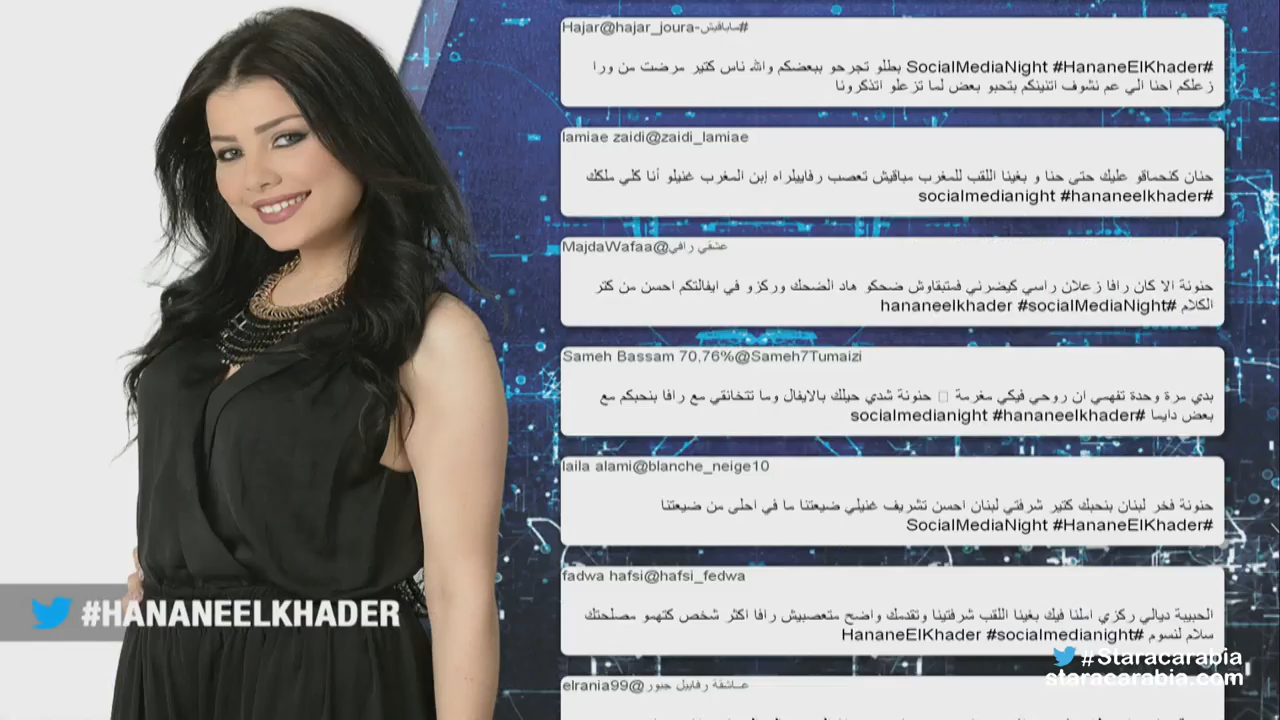 Hajar@hajar_joura-مابافيش#
#SocialMediaNight #HananeElKhader بطلو تجرحو ببعضكم والله ناس كتير مرضت من ورا
زعلكم احنا الي عم نشوف اتنينكم بتحبو بعض لما تزعلو اتذكرونا
lamiae zaidi@zaidi_lamiae
حنان كنحماقو عليك حتى حنا و بغينا اللقب للمغرب مباقيش تعصب رفاييلراه إبن المغرب غنيلو أنا كلي ملكك
#socialmedianight #hananeelkhader
MajdaWafaa@عشقي رافي
حنونة الا كان رافا زعلان راسي كيضرني فمتبقاوش ضحكو هاد الضحك وركزو في ايفالتكم احسن من كتر
الكلام #hananeelkhader #socialMediaNight
Sameh Bassam 70,76%@Sameh7Tumaizi
بدي مرة وحدة تفهمي ان روحي فيكي مغرمة حنونة شدي حيلك بالايفال وما تتخانقي مع رافا بنحبكم مع
بعض دايما #socialmedianight #hananeelkhader
laila alami@blanche_neige10
حنونة فخر لبنان بنحبك كتير شرفتي لبنان احسن تشريف غنيلي ضيعتنا ما في احلى من ضيعتنا
#SocialMediaNight #HananeElKhader
fadwa hafsi@hafsi_fedwa
الحبيبة ديالي ركزي املنا فيك بغينا اللقب شرفتينا وتقدمك واضح متعصبيش رافا اكثر شخص كتهمو مصلحتك
سلام لنسوم #HananeElKhader #socialmedianight
elrania99@عاشقة رفاييل جبور
#HANANEELKHADER
#Staracarabia
staracarabia.com